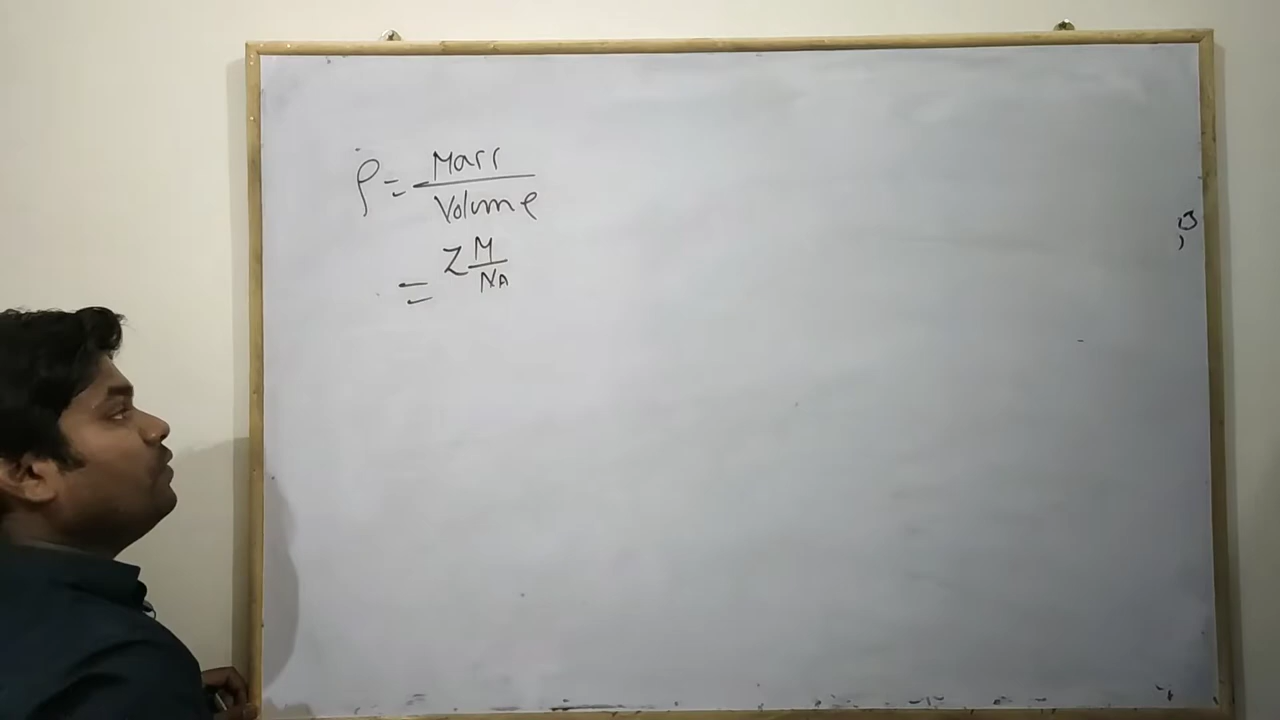 ρ = Mass / Volume
= Z M / NA